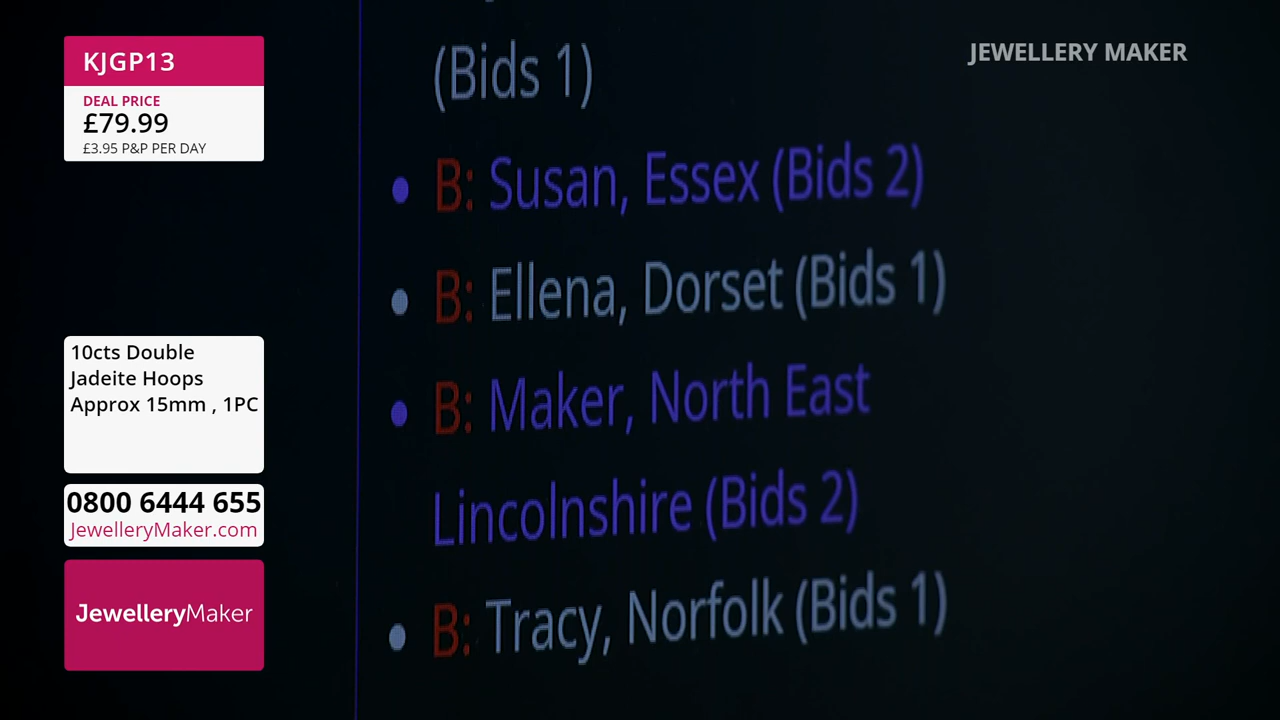 KJGP13
DEAL PRICE
£79.99
£3.95 P&P PER DAY
10cts Double
Jadeite Hoops
Approx 15mm , 1PC
0800 6444 655
JewelleryMaker.com
JewelleryMaker
JEWELLERY MAKER
(Bids 1)
• B: Susan, Essex (Bids 2)
• B: Ellena, Dorset (Bids 1)
• B: Maker, North East
Lincolnshire (Bids 2)
• B: Tracy, Norfolk (Bids 1)